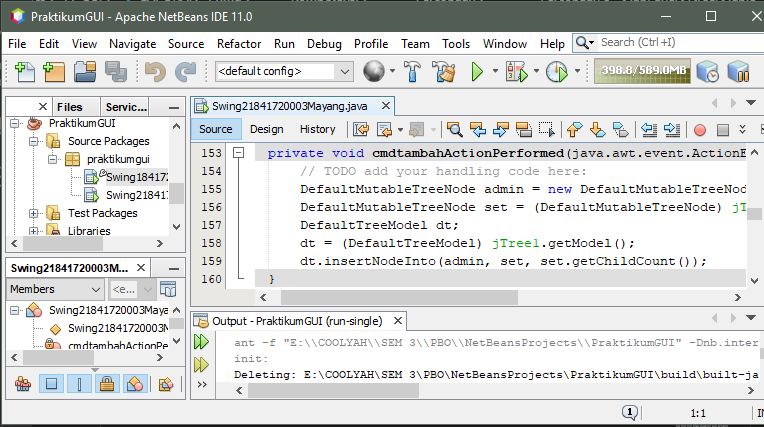 PraktikumGUI - Apache NetBeans IDE 11.0
File Edit View Navigate Source Refactor Run Debug Profile Team Tools Window Help Search (Ctrl+I)
<default config>
398.8/589.0MB
Files Servic...
PraktikumGUI
Source Packages
praktikumgui
Swing18417
Swing21841
Test Packages
Libraries
Swing21841720003M...
Members <e...
Swing21841720003Maya
Swing21841720003M
cmdtambahActionPe
Swing21841720003Mayang.java
Source Design History
153 private void cmdtambahActionPerformed(java.awt.event.ActionE
154 // TODO add your handling code here:
155 DefaultMutableTreeNode admin = new DefaultMutableTreeNod
156 DefaultMutableTreeNode set = (DefaultMutableTreeNode) jT
157 DefaultTreeModel dt;
158 dt = (DefaultTreeModel) jTree1.getModel();
159 dt.insertNodeInto(admin, set, set.getChildCount());
160 }
Output - PraktikumGUI (run-single)
ant -f "E:\\COOLYAH\\SEM 3\\PBO\\NetBeansProjects\\PraktikumGUI" -Dnb.inter
init:
Deleting: E:\COOLYAH\SEM 3\PBO\NetBeansProjects\PraktikumGUI\build\built-ja
1
1:1
IN